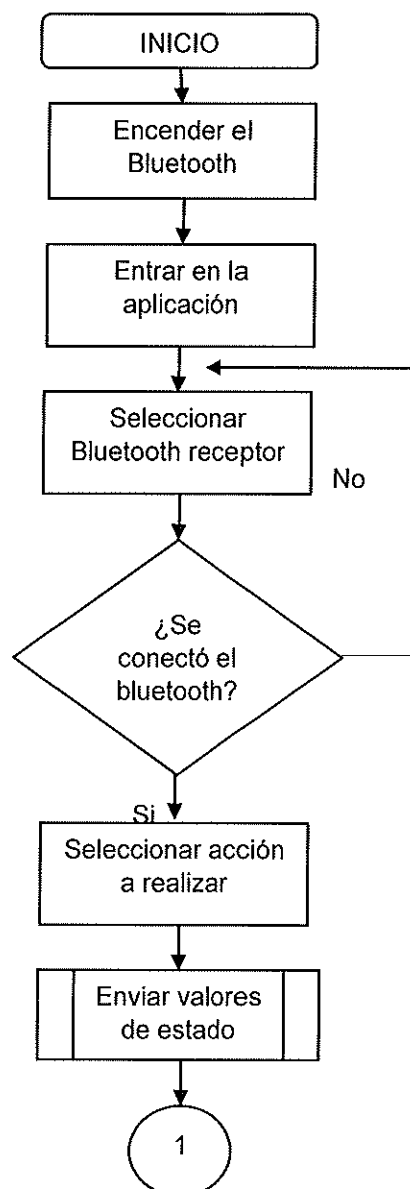 INICIO
Encender el
Bluetooth
Entrar en la
aplicación
Seleccionar
Bluetooth receptor
No
¿Se
conectó el
bluetooth?
Si
Seleccionar acción
a realizar
Enviar valores
de estado
1